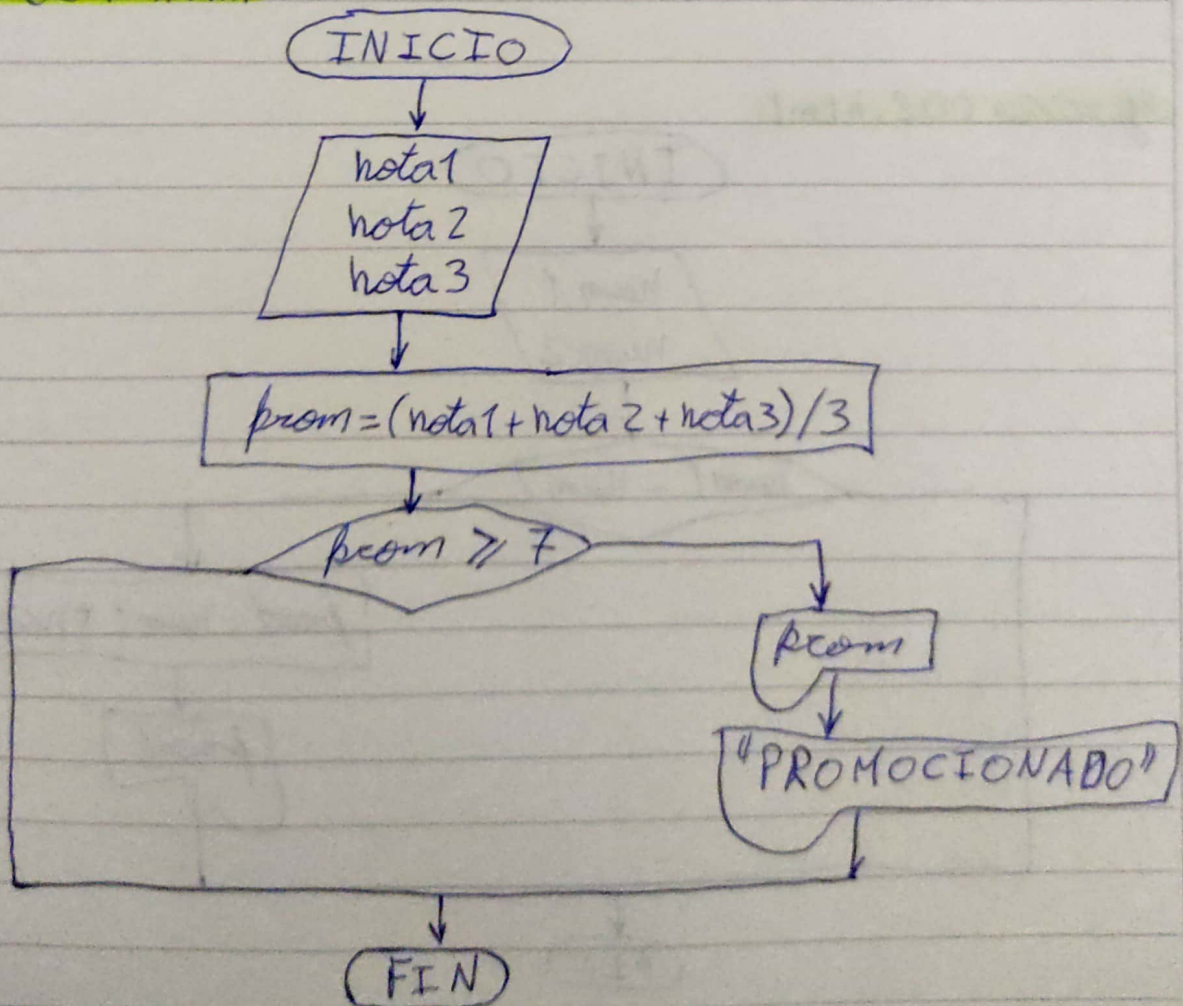 INICIO
nota1
nota2
nota3
prom=(nota1+nota2+nota3)/3
prom ⩾ 7
prom
"PROMOCIONADO"
FIN